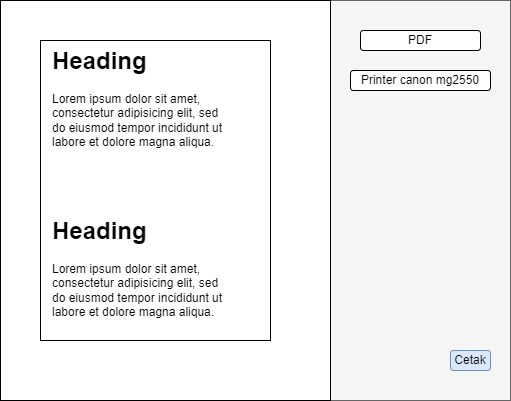 Heading
Lorem ipsum dolor sit amet,
consectetur adipisicing elit, sed
do eiusmod tempor incididunt ut
labore et dolore magna aliqua.
Heading
Lorem ipsum dolor sit amet,
consectetur adipisicing elit, sed
do eiusmod tempor incididunt ut
labore et dolore magna aliqua.
PDF
Printer canon mg2550
Cetak